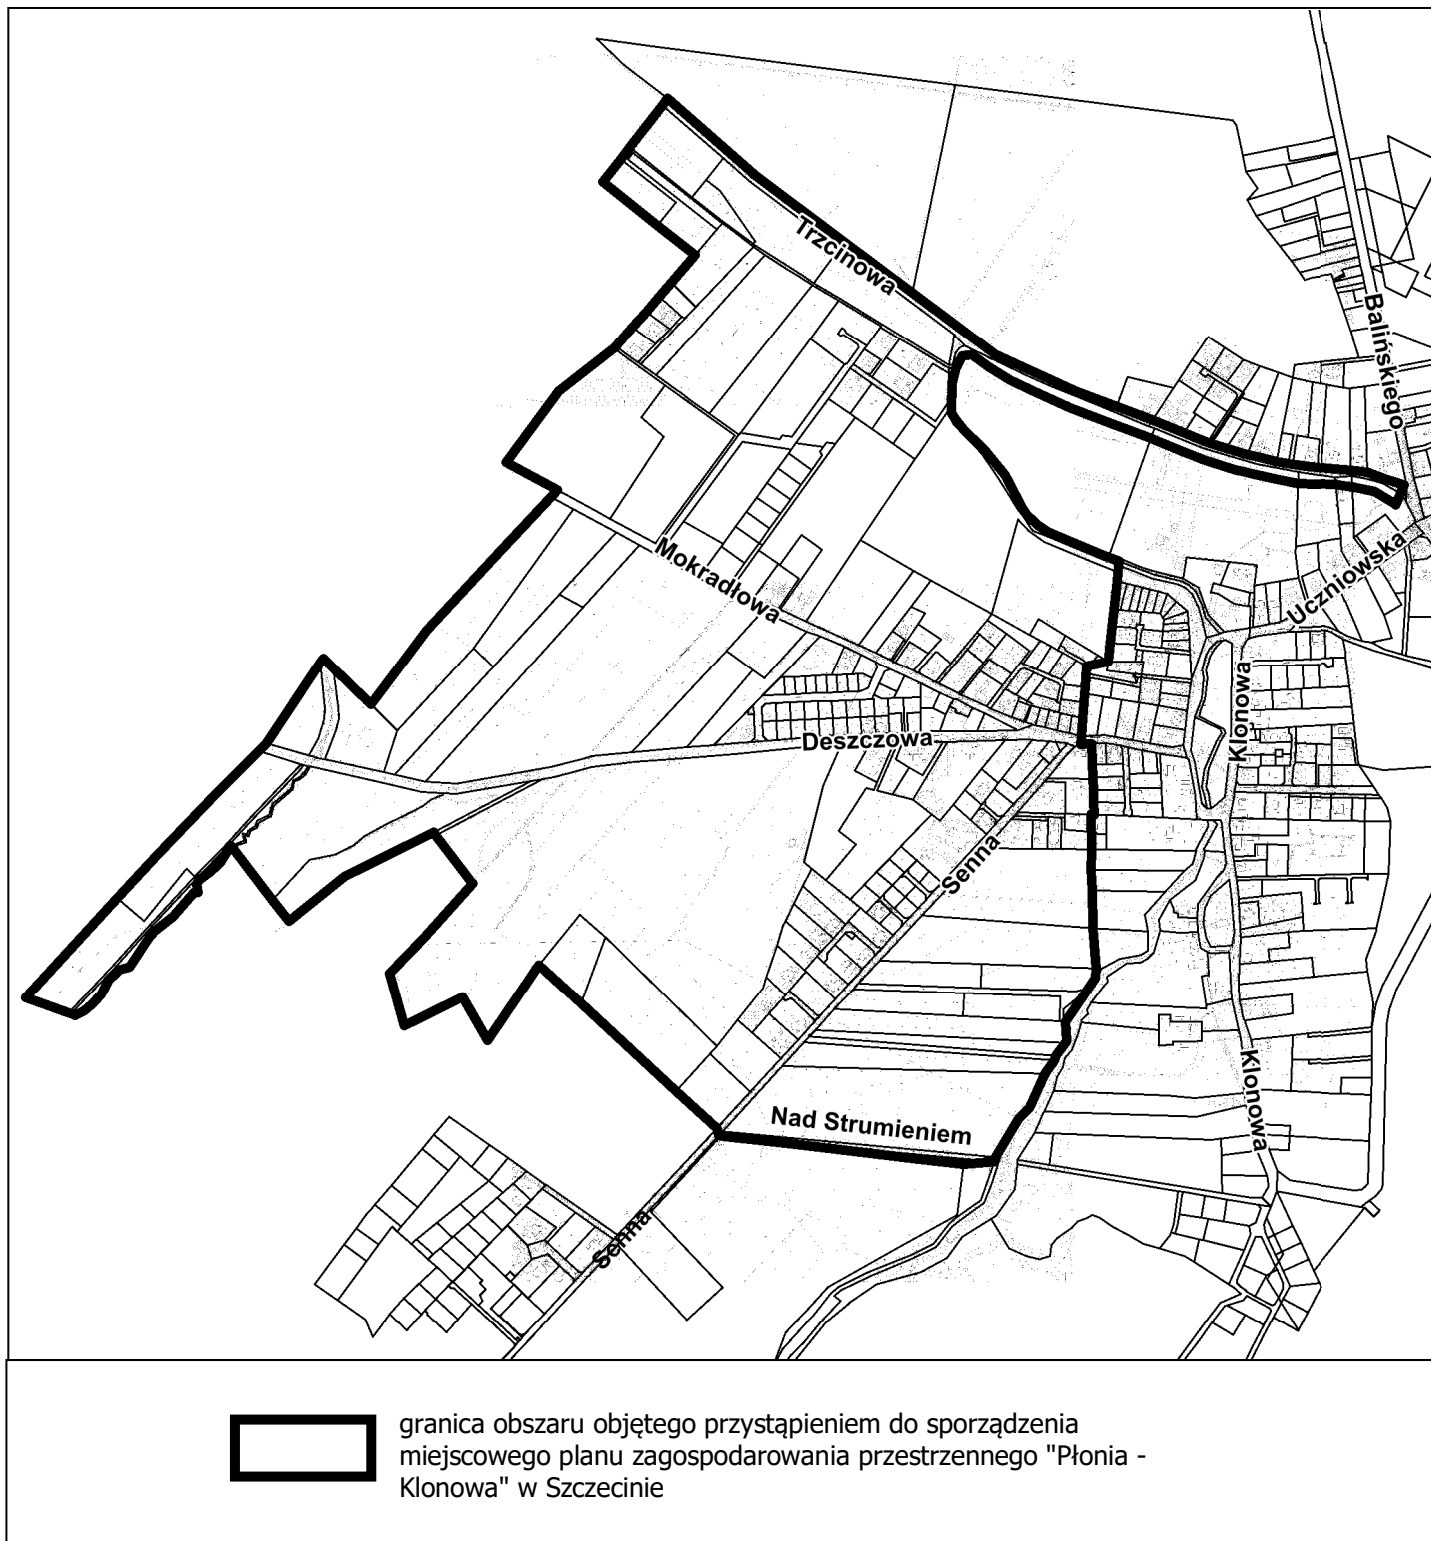 Trzcinowa
Balińskiego
Mokradłowa
Uczniowska
Klonowa
Deszczowa
Senna
Klonowa
Nad Strumieniem
Senna
granica obszaru objętego przystąpieniem do sporządzenia
miejscowego planu zagospodarowania przestrzennego "Płonia -
Klonowa" w Szczecinie